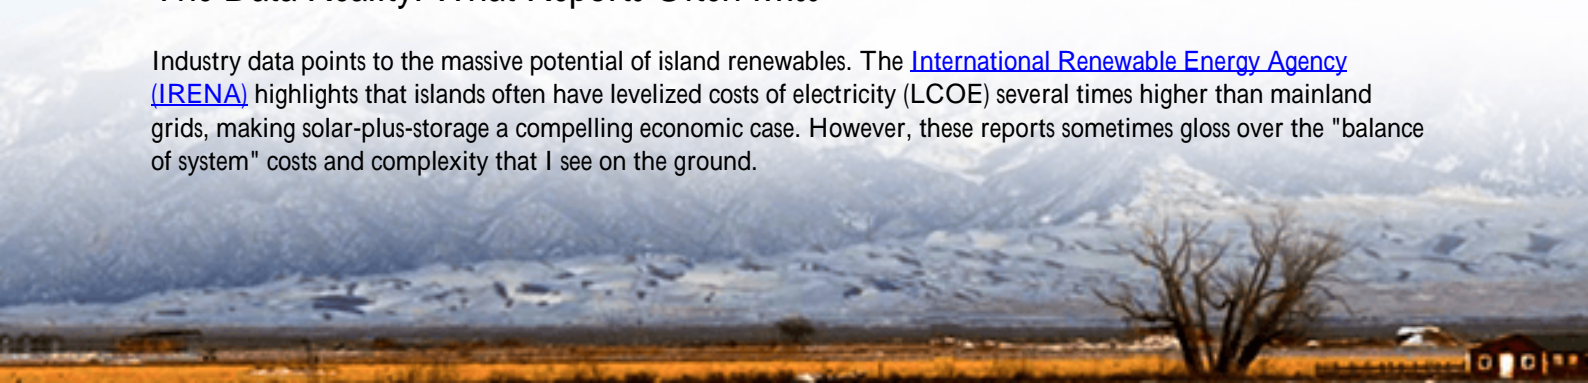 Industry data points to the massive potential of island renewables. The International Renewable Energy Agency
(IRENA) highlights that islands often have levelized costs of electricity (LCOE) several times higher than mainland
grids, making solar-plus-storage a compelling economic case. However, these reports sometimes gloss over the "balance
of system" costs and complexity that I see on the ground.